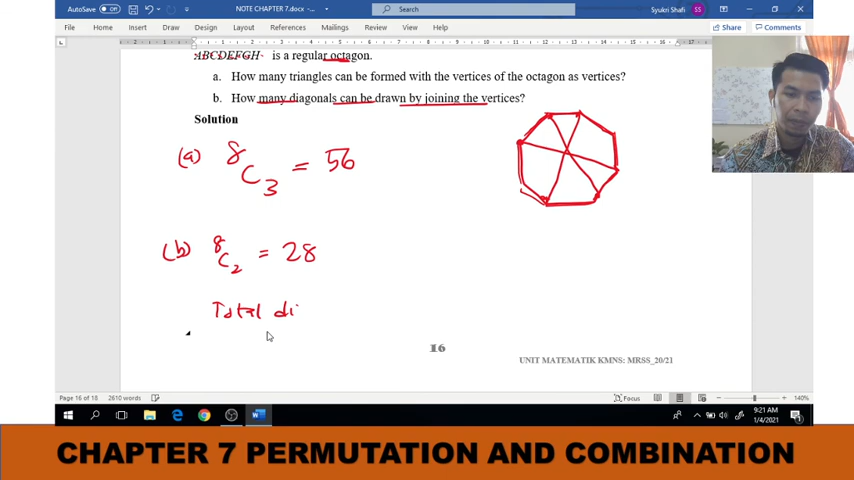 AutoSave Off
NOTE CHAPTER 7.docx
Search
Syukri Shafi
SS
File Home Insert Draw Design Layout References Mailings Review View Help
Share Comments
ABCDEFGH is a regular octagon.
a. How many triangles can be formed with the vertices of the octagon as vertices?
b. How many diagonals can be drawn by joining the vertices?
Solution
(a) 8C3 = 56
(b) 8C2 = 28
Total di
16
UNIT MATEMATIK KMNS: MRSS_20/21
Page 16 of 18 2610 words
Focus
140%
9:21 AM
1/4/2021
CHAPTER 7 PERMUTATION AND COMBINATION